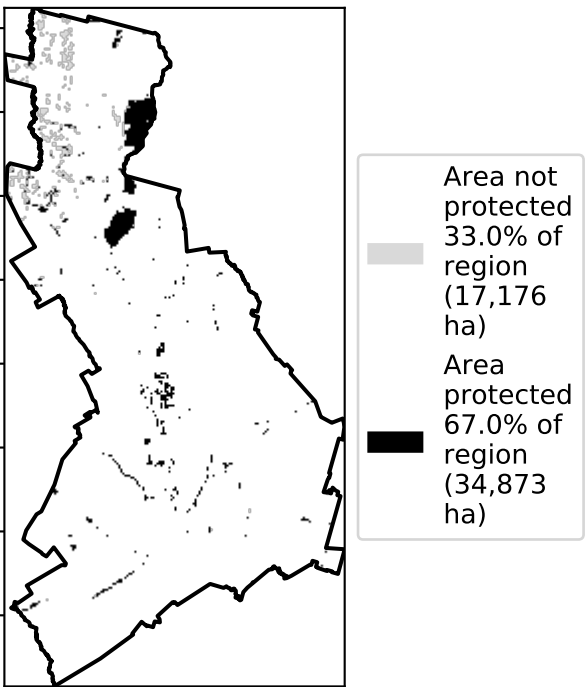 Area not
protected
33.0% of
region
(17,176
ha)
Area
protected
67.0% of
region
(34,873
ha)